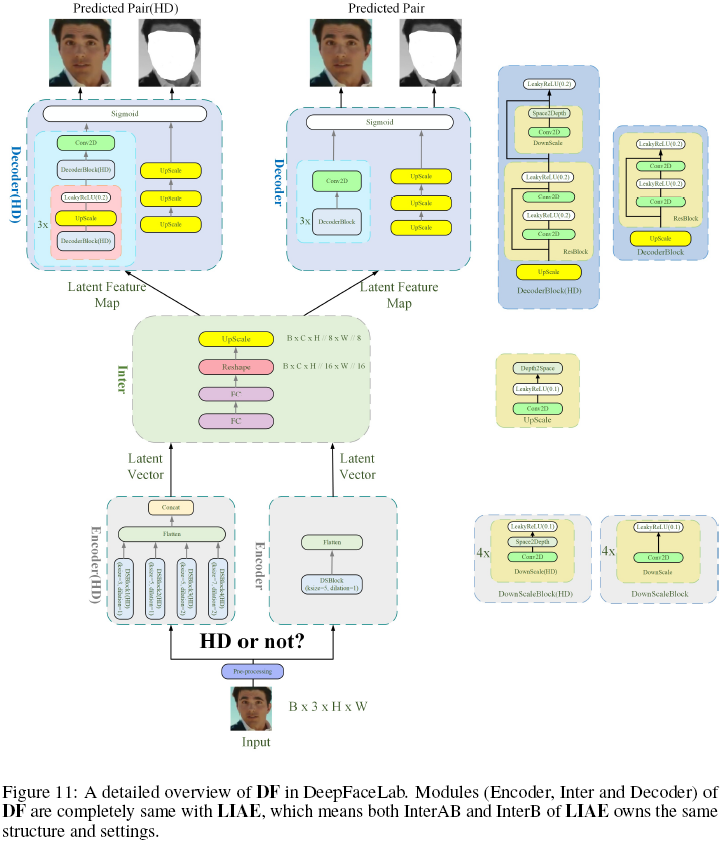 Predicted Pair(HD)
Predicted Pair
Sigmoid
Conv2D
DecoderBlock(HD)
LeakyReLU(0.2)
UpScale
DecoderBlock(HD)
3x
UpScale
UpScale
UpScale
Decoder(HD)
Sigmoid
Conv2D
DecoderBlock
3x
UpScale
UpScale
UpScale
Decoder
LeakyReLU(0.2)
Space2Depth
Conv2D
DownScale
LeakyReLU(0.2)
Conv2D
LeakyReLU(0.2)
Conv2D
ResBlock
UpScale
DecoderBlock(HD)
LeakyReLU(0.2)
Conv2D
LeakyReLU(0.2)
Conv2D
ResBlock
UpScale
DecoderBlock
Latent Feature
Map
Latent Feature
Map
Inter
UpScale
B x C x H // 8 x W // 8
Reshape
B x C x H // 16 x W // 16
FC
FC
Depth2Space
LeakyReLU(0.1)
Conv2D
UpScale
Latent
Vector
Latent
Vector
Encoder(HD)
Concat
Flatten
DSBlock1(HD)
(ksize=3, dilation=1)
DSBlock2(HD)
(ksize=5, dilation=1)
DSBlock3(HD)
(ksize=5, dilation=2)
DSBlock4(HD)
(ksize=7, dilation=2)
Encoder
Flatten
DSBlock
(ksize=5, dilation=1)
4x
LeakyReLU(0.1)
Space2Depth
Conv2D
DownScale(HD)
DownScaleBlock(HD)
4x
LeakyReLU(0.1)
Conv2D
DownScale
DownScaleBlock
HD or not?
Pre-processing
B x 3 x H x W
Input
Figure 11: A detailed overview of DF in DeepFaceLab. Modules (Encoder, Inter and Decoder) of
DF are completely same with LIAE, which means both InterAB and InterB of LIAE owns the same
structure and settings.